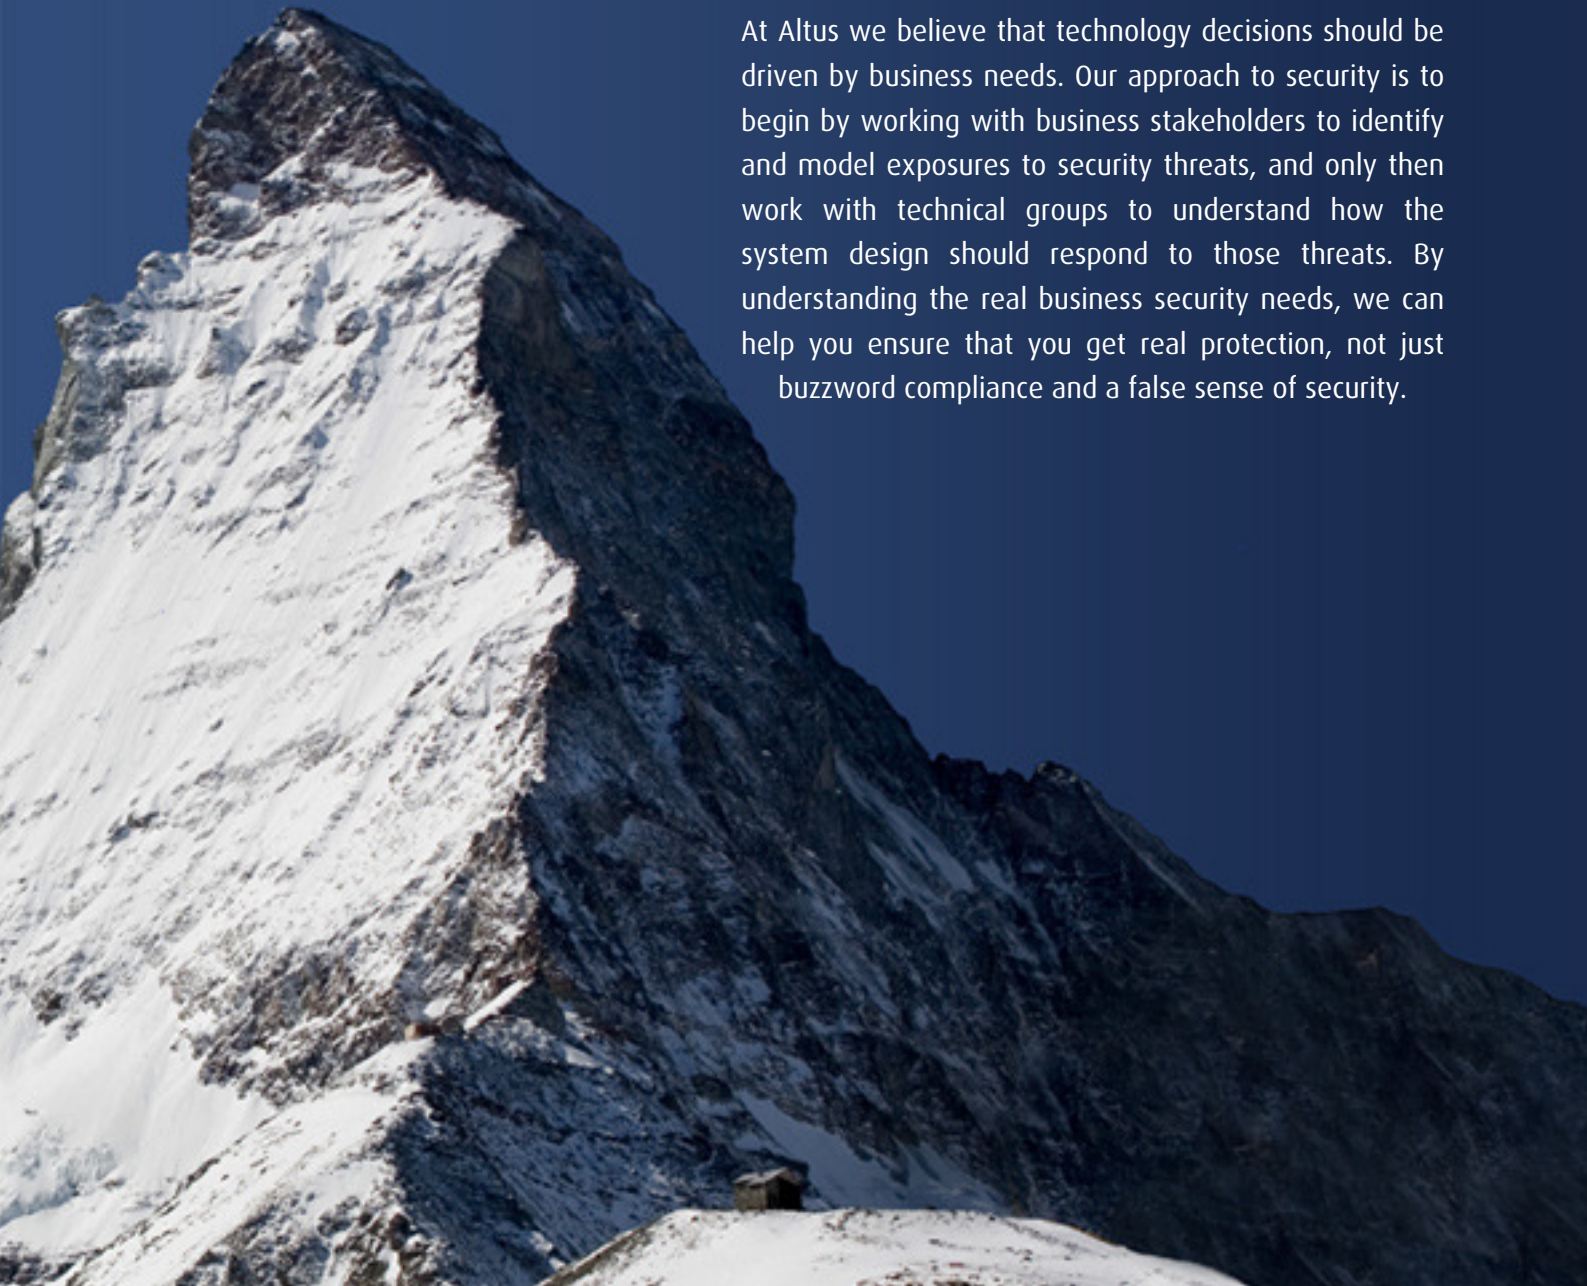 At Altus we believe that technology decisions should be
driven by business needs. Our approach to security is to
begin by working with business stakeholders to identify
and model exposures to security threats, and only then
work with technical groups to understand how the
system design should respond to those threats. By
understanding the real business security needs, we can
help you ensure that you get real protection, not just
buzzword compliance and a false sense of security.